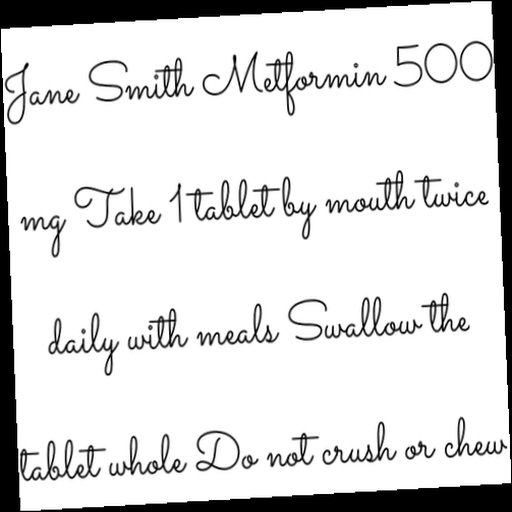 Jane Smith Metformin 500
mg Take 1 tablet by mouth twice
daily with meals Swallow the
tablet whole Do not crush or chew